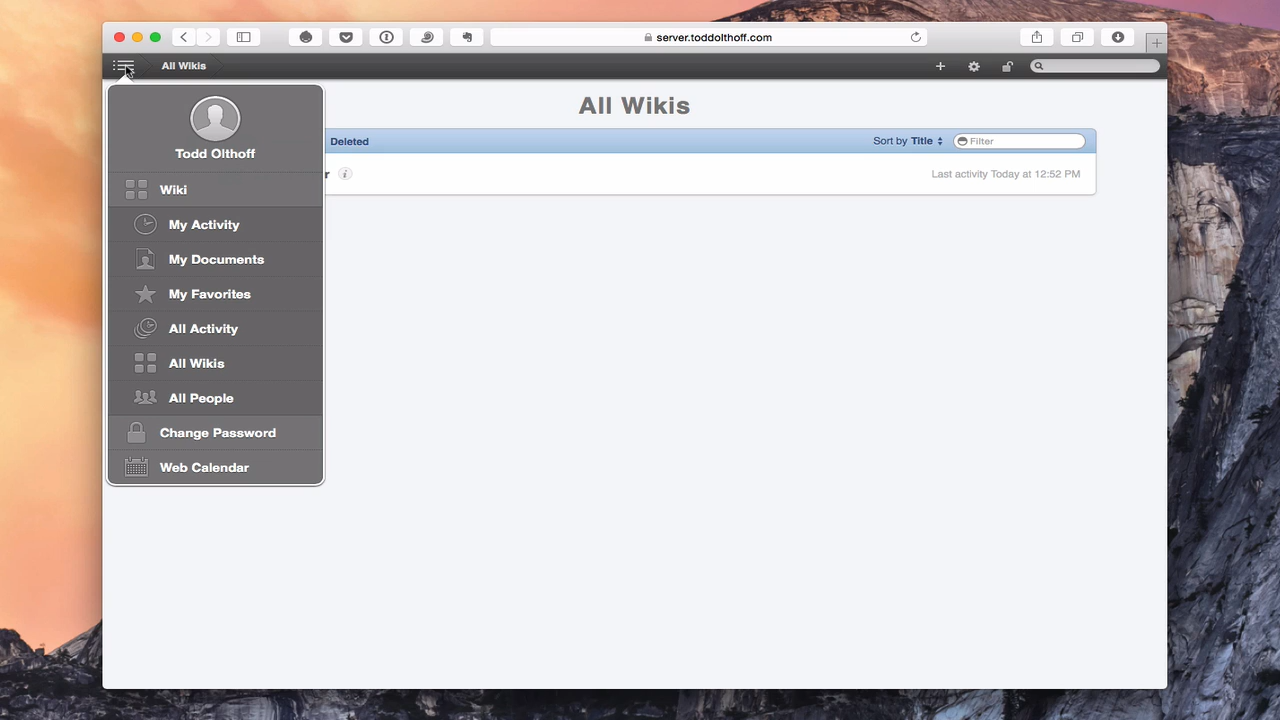 server.toddolthoff.com
All Wikis
All Wikis
Todd Olthoff
Deleted
Sort by Title
Filter
r
Last activity Today at 12:52 PM
Wiki
My Activity
My Documents
My Favorites
All Activity
All Wikis
All People
Change Password
Web Calendar